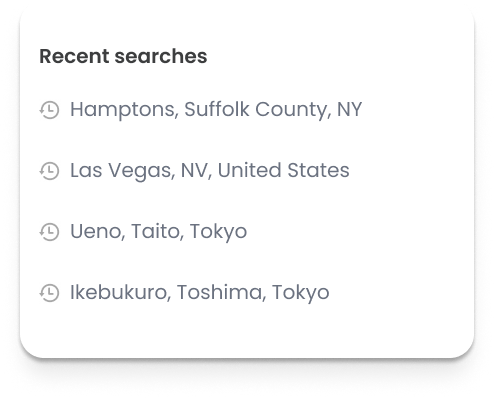 Recent searches
Hamptons, Suffolk County, NY
Las Vegas, NV, United States
Ueno, Taito, Tokyo
Ikebukuro, Toshima, Tokyo